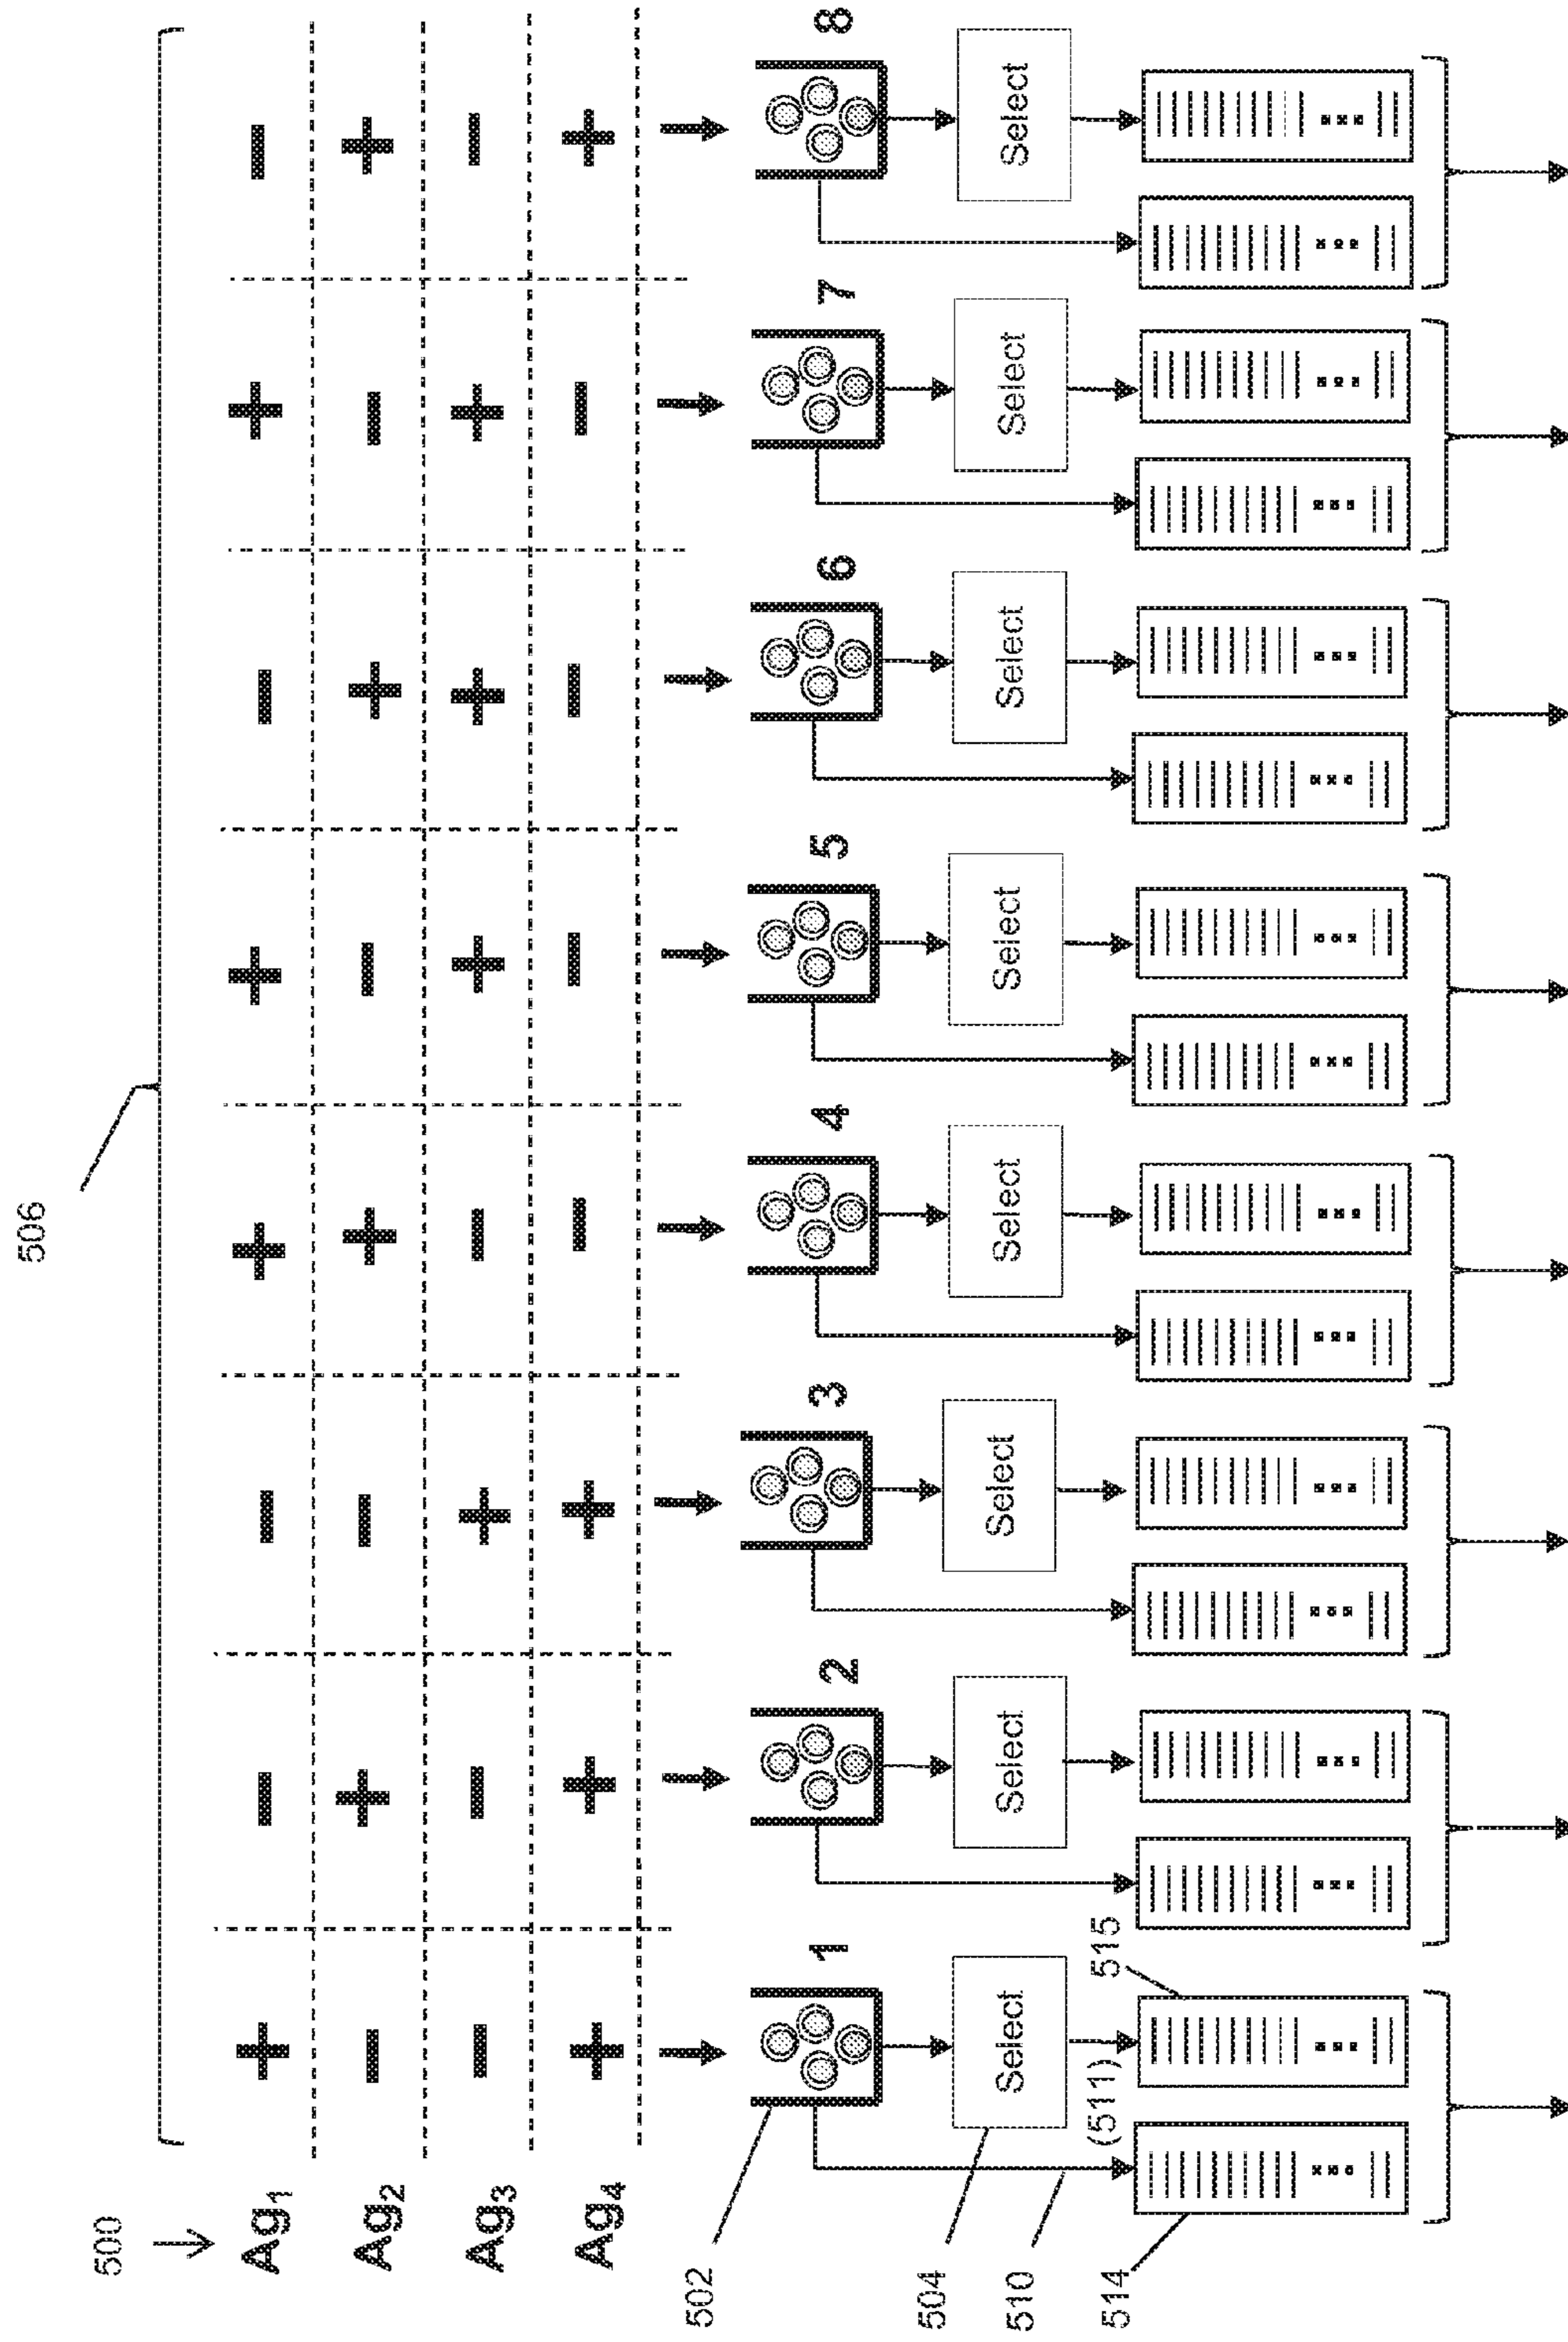 506
500
Ag1 + − − + + − + −
Ag2 − + − + − + − +
Ag3 − − + − + + + −
Ag4 + + + − − − − +
1 2 3 4 5 6 7 8
502
Select Select Select Select Select Select Select Select
504
510
(511)
515
514